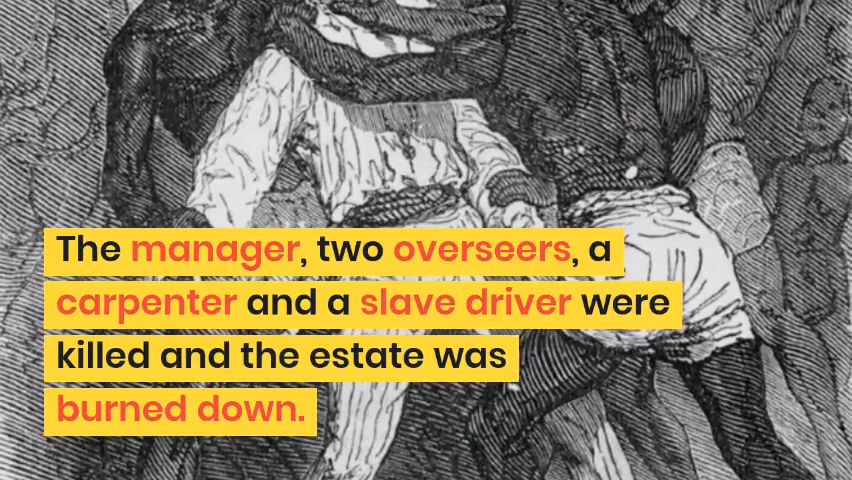 The manager, two overseers, a
carpenter and a slave driver were
killed and the estate was
burned down.